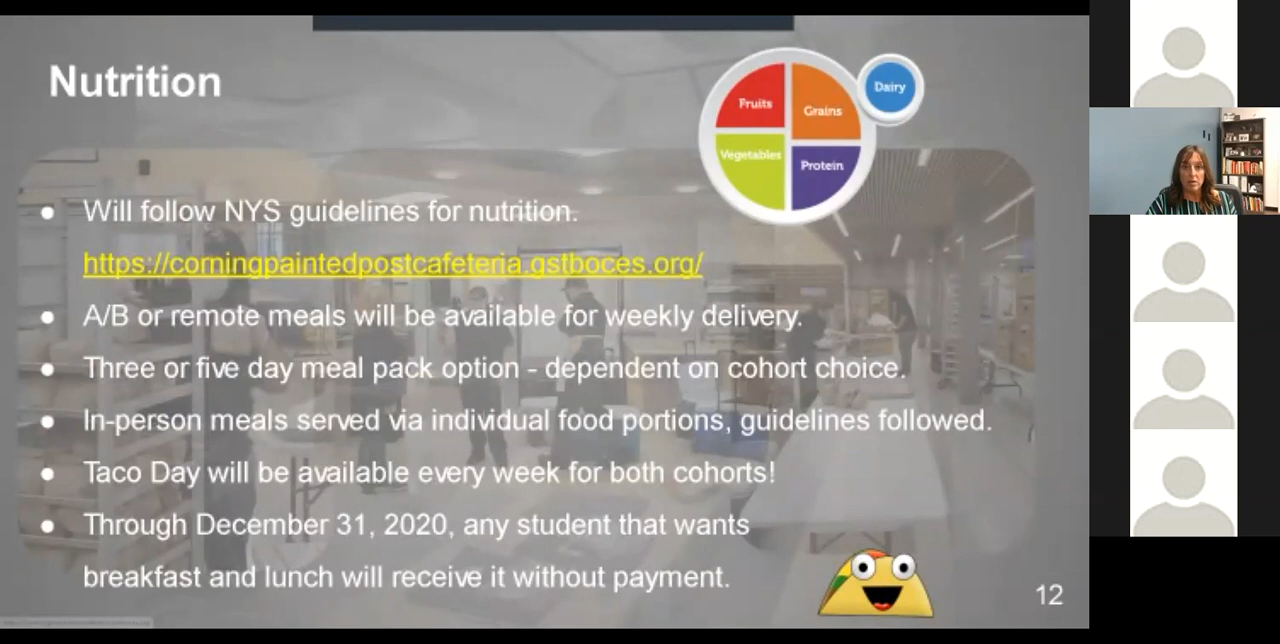 Nutrition
Fruits
Grains
Dairy
Vegetables
Protein
● Will follow NYS guidelines for nutrition.
https://corningpaintedpostcafeteria.gstboces.org/
● A/B or remote meals will be available for weekly delivery.
● Three or five day meal pack option - dependent on cohort choice.
● In-person meals served via individual food portions, guidelines followed.
● Taco Day will be available every week for both cohorts!
● Through December 31, 2020, any student that wants
breakfast and lunch will receive it without payment.
12